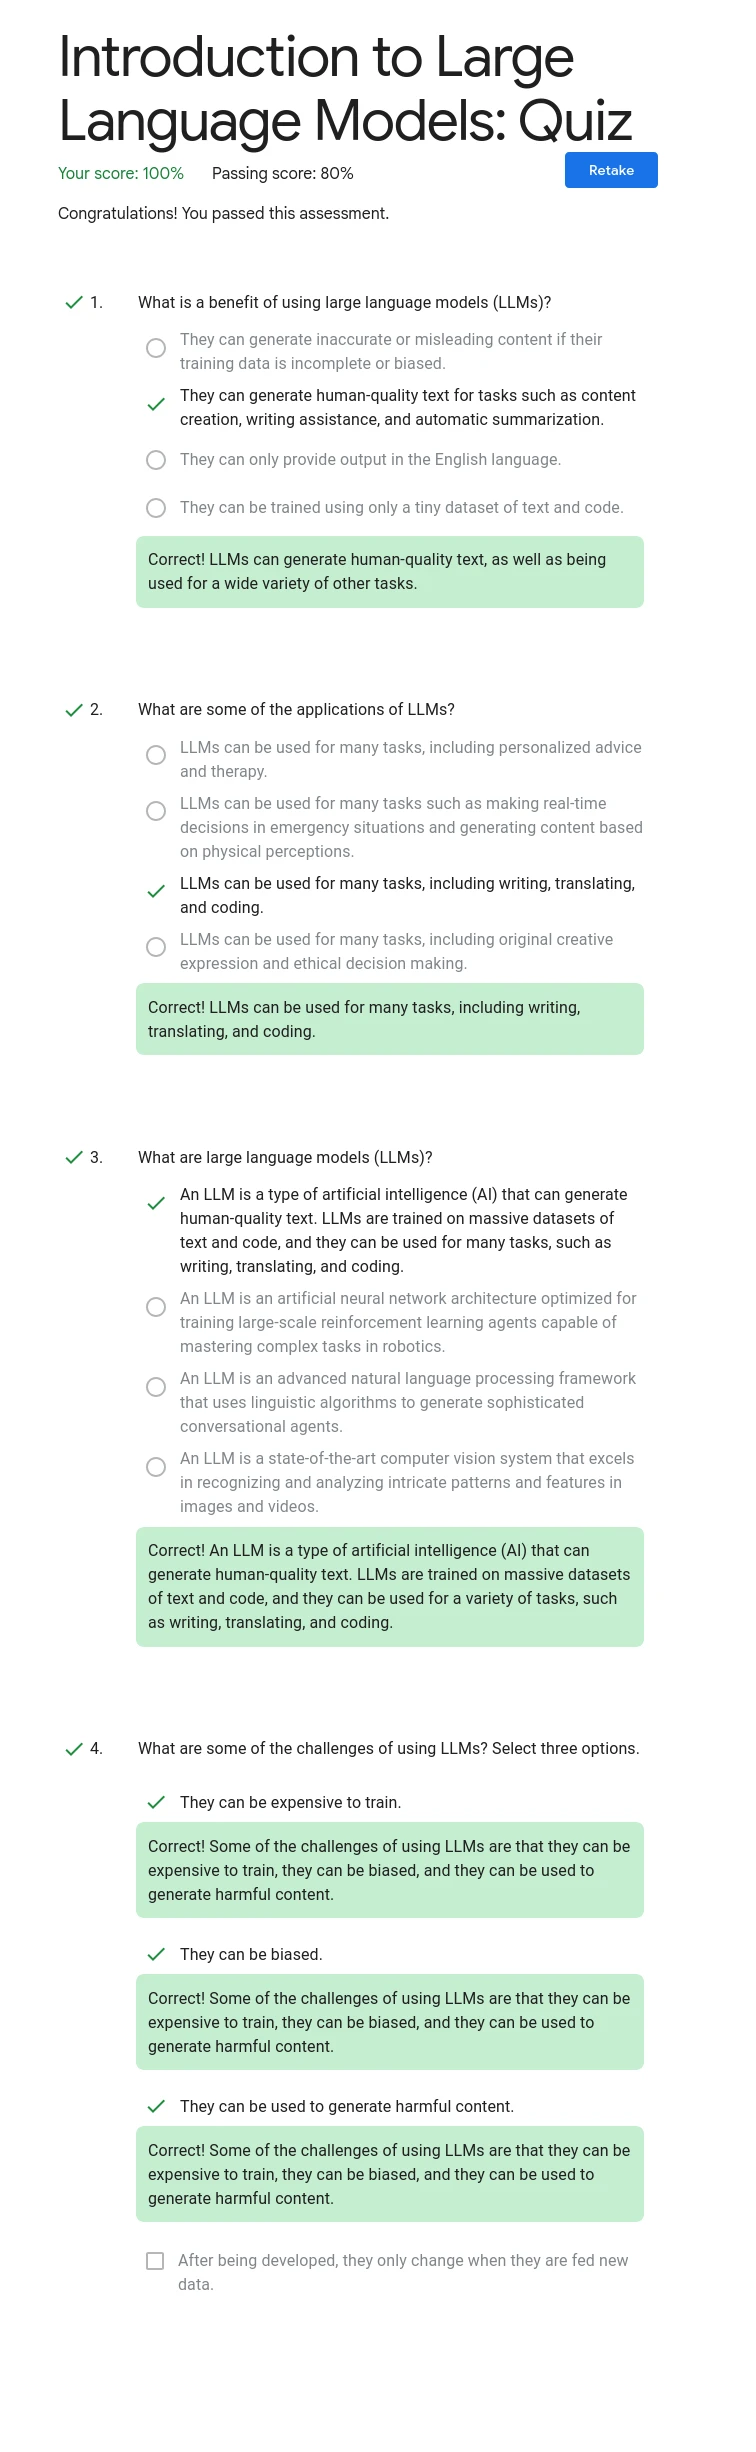 Introduction to Large
Language Models: Quiz
Your score: 100% Passing score: 80%
Retake
Congratulations! You passed this assessment.
1. What is a benefit of using large language models (LLMs)?
They can generate inaccurate or misleading content if their
training data is incomplete or biased.
They can generate human-quality text for tasks such as content
creation, writing assistance, and automatic summarization.
They can only provide output in the English language.
They can be trained using only a tiny dataset of text and code.
Correct! LLMs can generate human-quality text, as well as being
used for a wide variety of other tasks.
2. What are some of the applications of LLMs?
LLMs can be used for many tasks, including personalized advice
and therapy.
LLMs can be used for many tasks such as making real-time
decisions in emergency situations and generating content based
on physical perceptions.
LLMs can be used for many tasks, including writing, translating,
and coding.
LLMs can be used for many tasks, including original creative
expression and ethical decision making.
Correct! LLMs can be used for many tasks, including writing,
translating, and coding.
3. What are large language models (LLMs)?
An LLM is a type of artificial intelligence (AI) that can generate
human-quality text. LLMs are trained on massive datasets of
text and code, and they can be used for many tasks, such as
writing, translating, and coding.
An LLM is an artificial neural network architecture optimized for
training large-scale reinforcement learning agents capable of
mastering complex tasks in robotics.
An LLM is an advanced natural language processing framework
that uses linguistic algorithms to generate sophisticated
conversational agents.
An LLM is a state-of-the-art computer vision system that excels
in recognizing and analyzing intricate patterns and features in
images and videos.
Correct! An LLM is a type of artificial intelligence (AI) that can
generate human-quality text. LLMs are trained on massive datasets
of text and code, and they can be used for a variety of tasks, such
as writing, translating, and coding.
4. What are some of the challenges of using LLMs? Select three options.
They can be expensive to train.
Correct! Some of the challenges of using LLMs are that they can be
expensive to train, they can be biased, and they can be used to
generate harmful content.
They can be biased.
Correct! Some of the challenges of using LLMs are that they can be
expensive to train, they can be biased, and they can be used to
generate harmful content.
They can be used to generate harmful content.
Correct! Some of the challenges of using LLMs are that they can be
expensive to train, they can be biased, and they can be used to
generate harmful content.
After being developed, they only change when they are fed new
data.